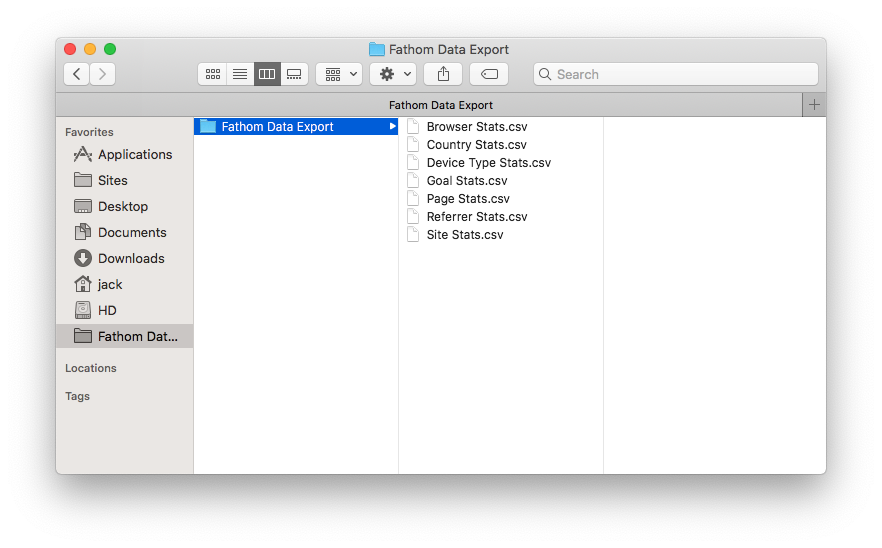 Fathom Data Export
Search
Fathom Data Export
Favorites
Applications
Sites
Desktop
Documents
Downloads
jack
HD
Fathom Dat...
Locations
Tags
Fathom Data Export
Browser Stats.csv
Country Stats.csv
Device Type Stats.csv
Goal Stats.csv
Page Stats.csv
Referrer Stats.csv
Site Stats.csv